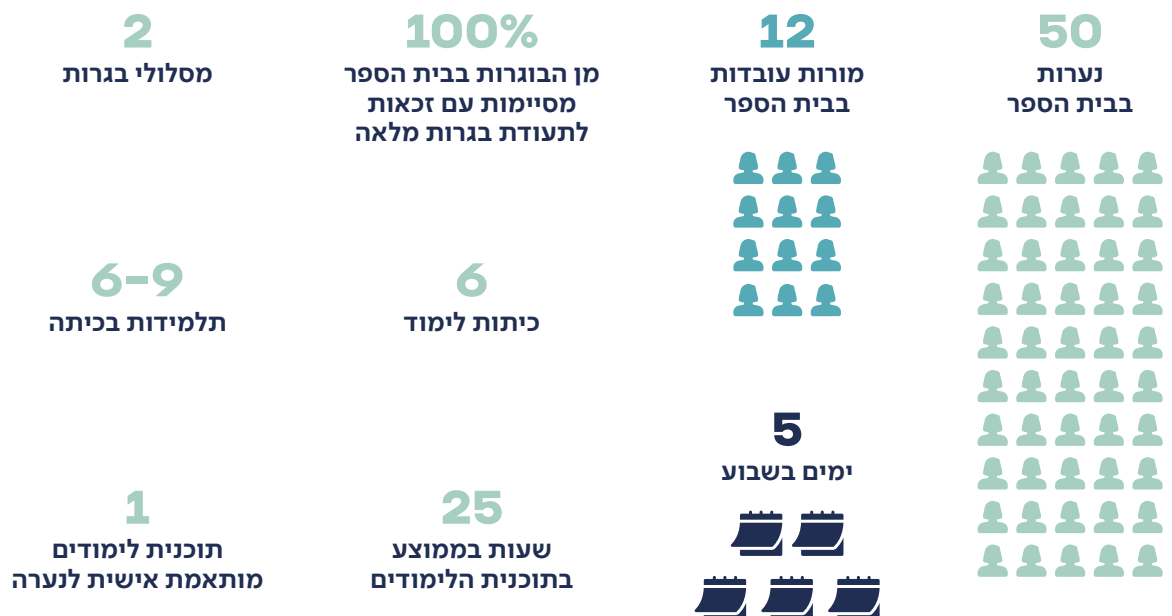 50
נערות
בבית הספר
12
מורות עובדות
בבית הספר
100%
מן הבוגרות בבית הספר
מסיימות עם זכאות
לתעודת בגרות מלאה
2
מסלולי בגרות
6
כיתות לימוד
6-9
תלמידות בכיתה
5
ימים בשבוע
25
שעות בממוצע
בתוכנית הלימודים
1
תוכנית לימודים
מותאמת אישית לנערה